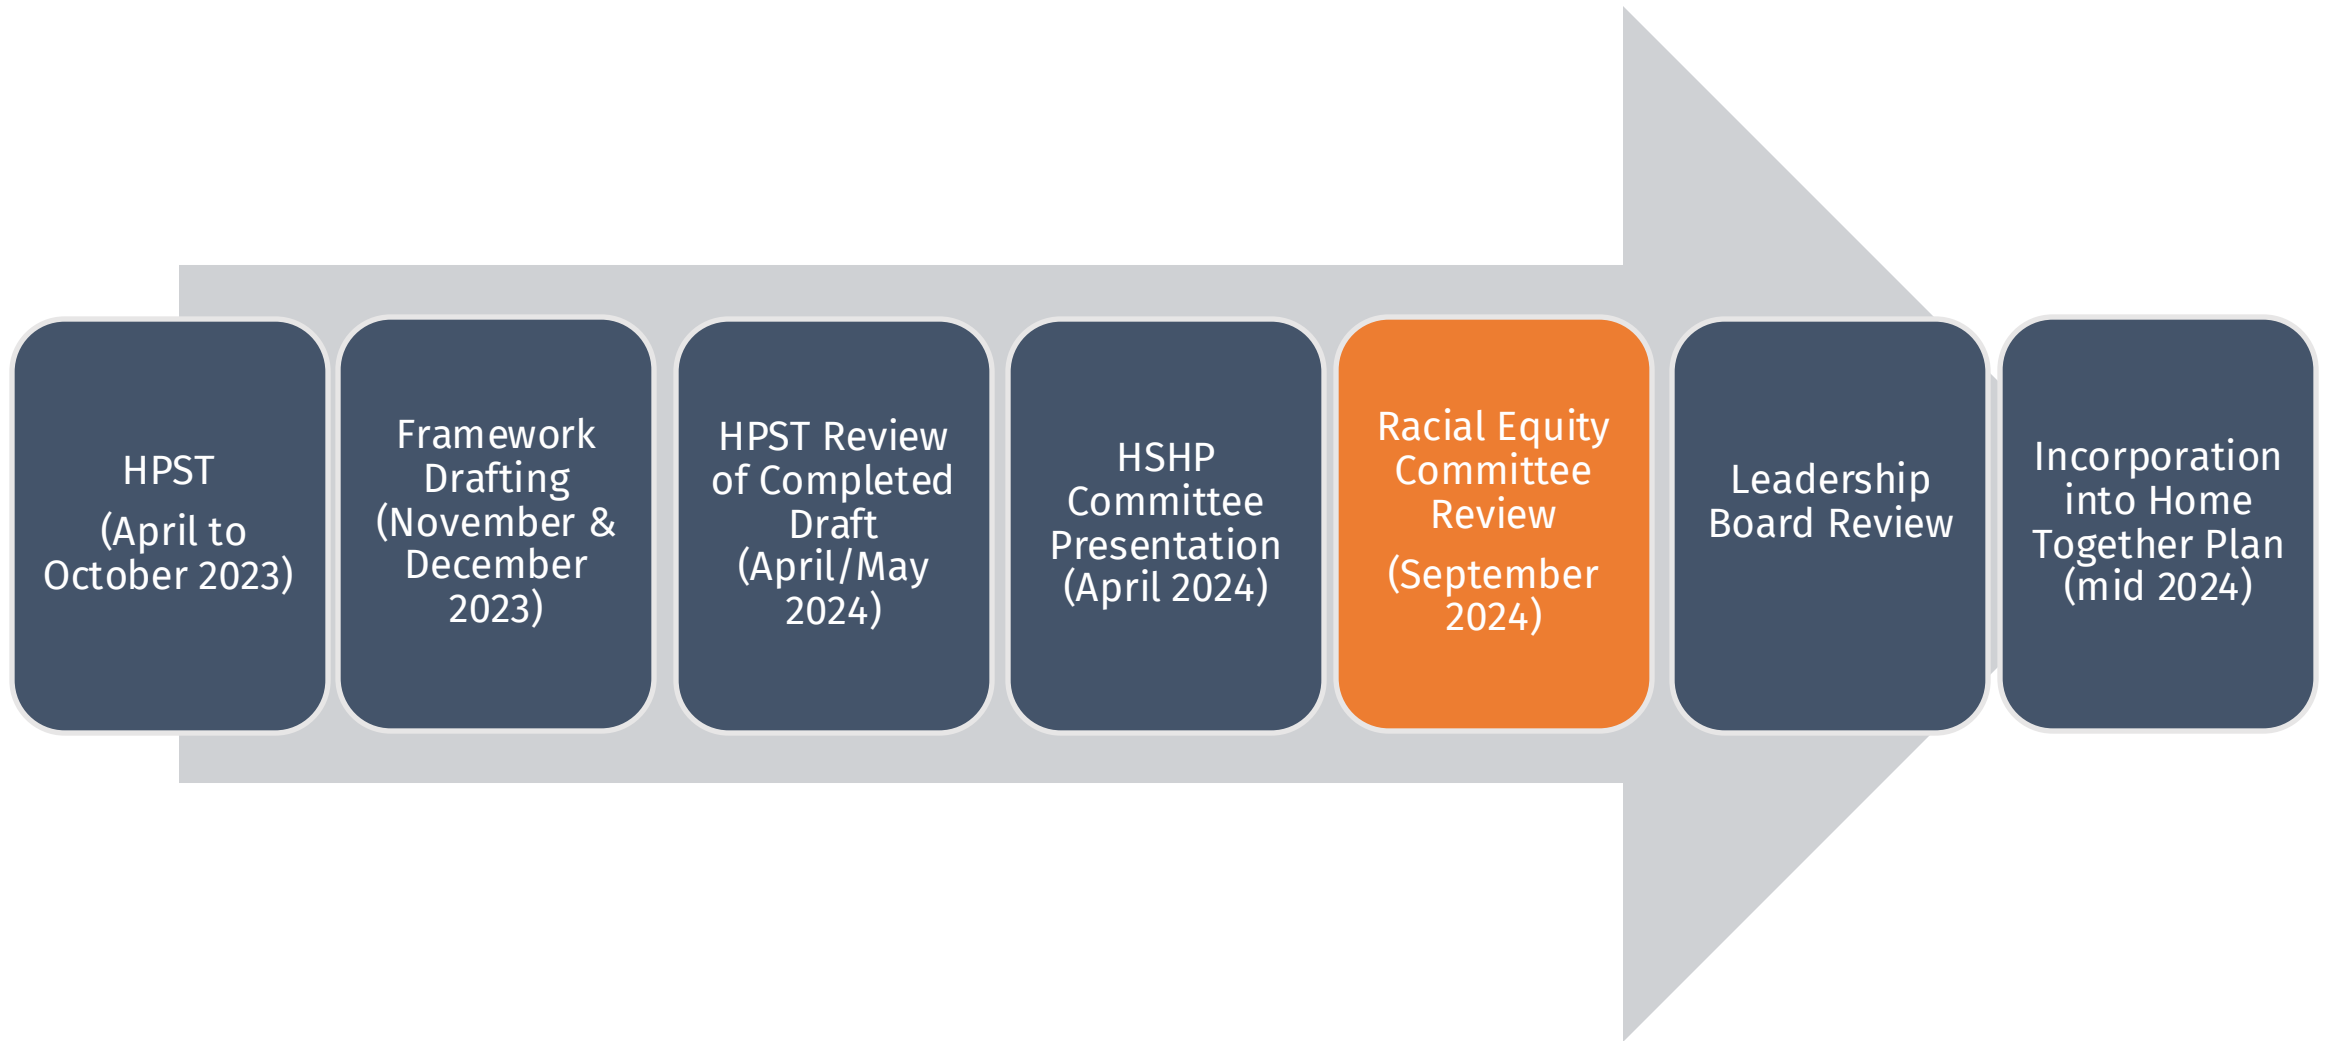 HPST
(April to
October 2023)
Framework
Drafting
(November &
December
2023)
HPST Review
of Completed
Draft
(April/May
2024)
HSHP
Committee
Presentation
(April 2024)
Racial Equity
Committee
Review
(September
2024)
Leadership
Board Review
Incorporation
into Home
Together Plan
(mid 2024)